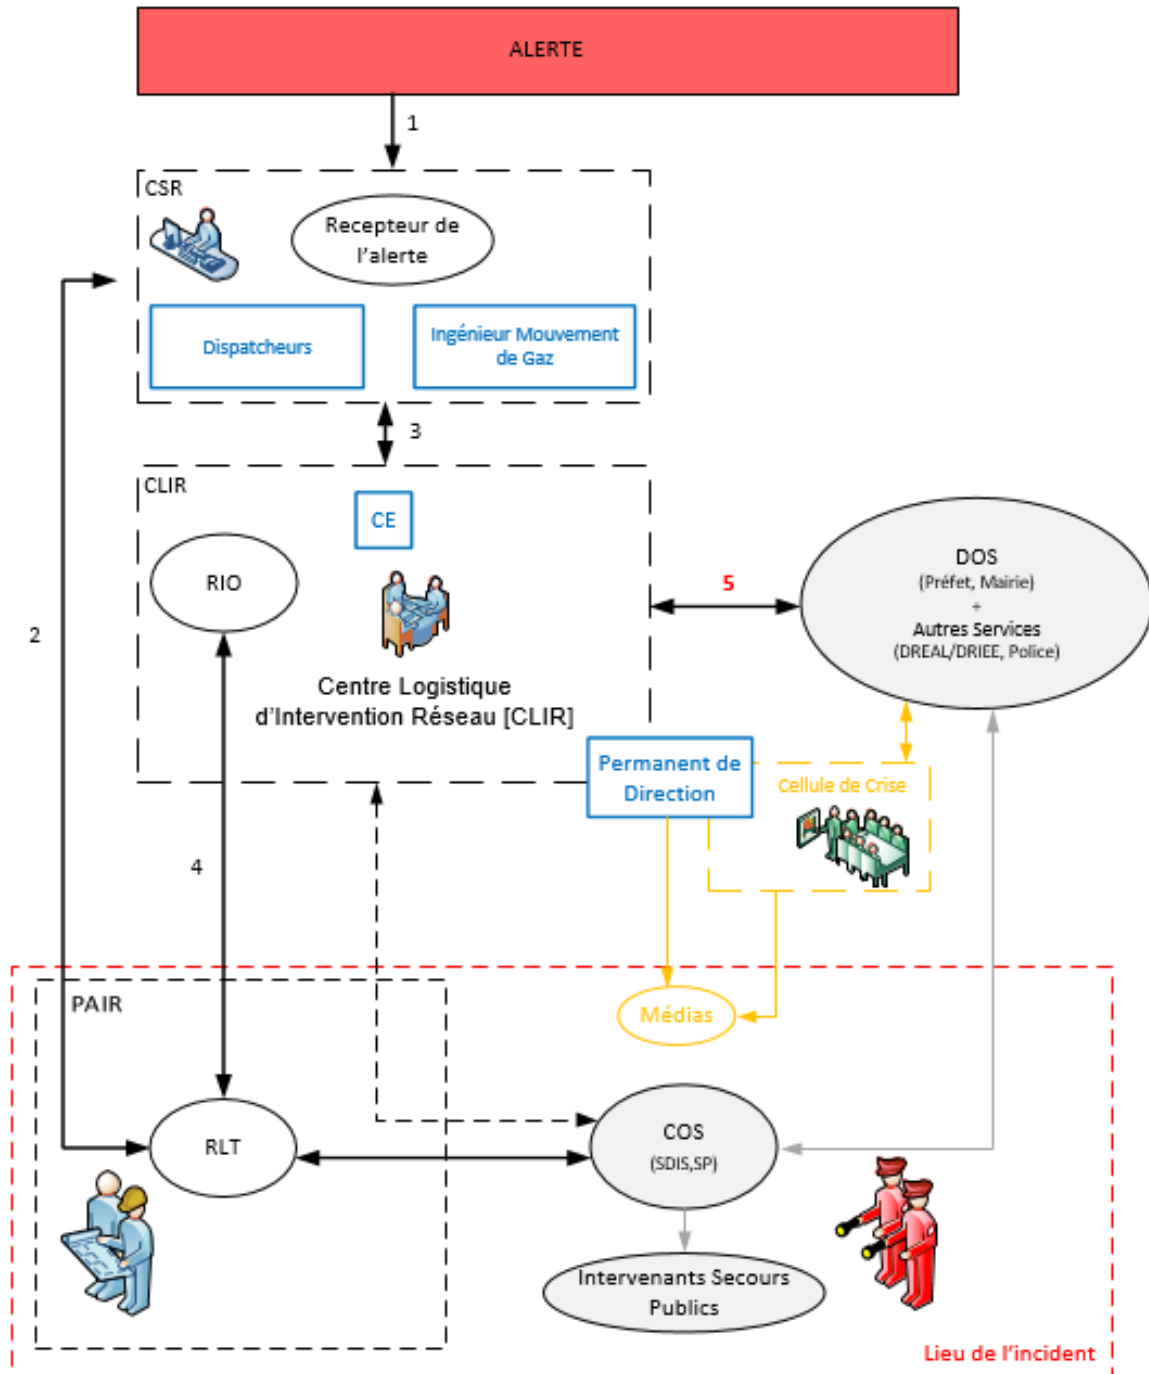 ALERTE
1
CSR
Recepteur de
l'alerte
Dispatcheurs
Ingénieur Mouvement
de Gaz
3
CLIR
CE
RIO
Centre Logistique
d'Intervention Réseau [CLIR]
5
DOS
(Préfet, Mairie)
+
Autres Services
(DREAL/DRIEE, Police)
2
Permanent de
Direction
Cellule de Crise
4
PAIR
Médias
RLT
COS
(SDIS,SP)
Intervenants Secours
Publics
Lieu de l'incident